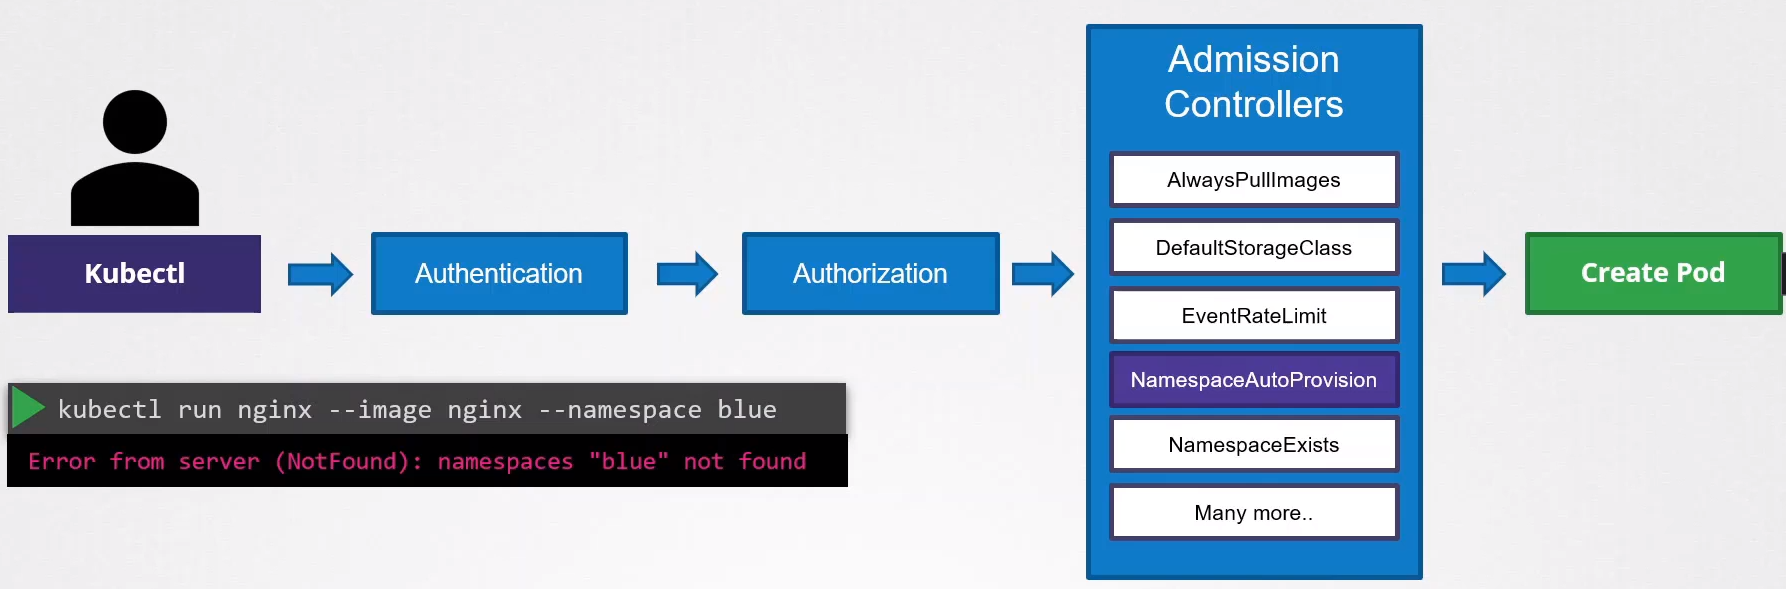 Admission
Controllers
AlwaysPullImages
DefaultStorageClass
EventRateLimit
NamespaceAutoProvision
NamespaceExists
Many more..
Kubectl
Authentication
Authorization
Create Pod
kubectl run nginx --image nginx --namespace blue
Error from server (NotFound): namespaces "blue" not found